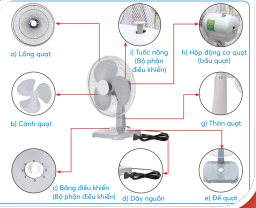 a) Lồng quạt
i) Tuốc năng
(Bộ phận
điều khiển)
h) Hộp động cơ quạt
(bầu quạt)
b) Cánh quạt
g) Thân quạt
c) Bảng điều khiển
(Bộ phận điều khiển)
d) Dây nguồn
e) Đế quạt